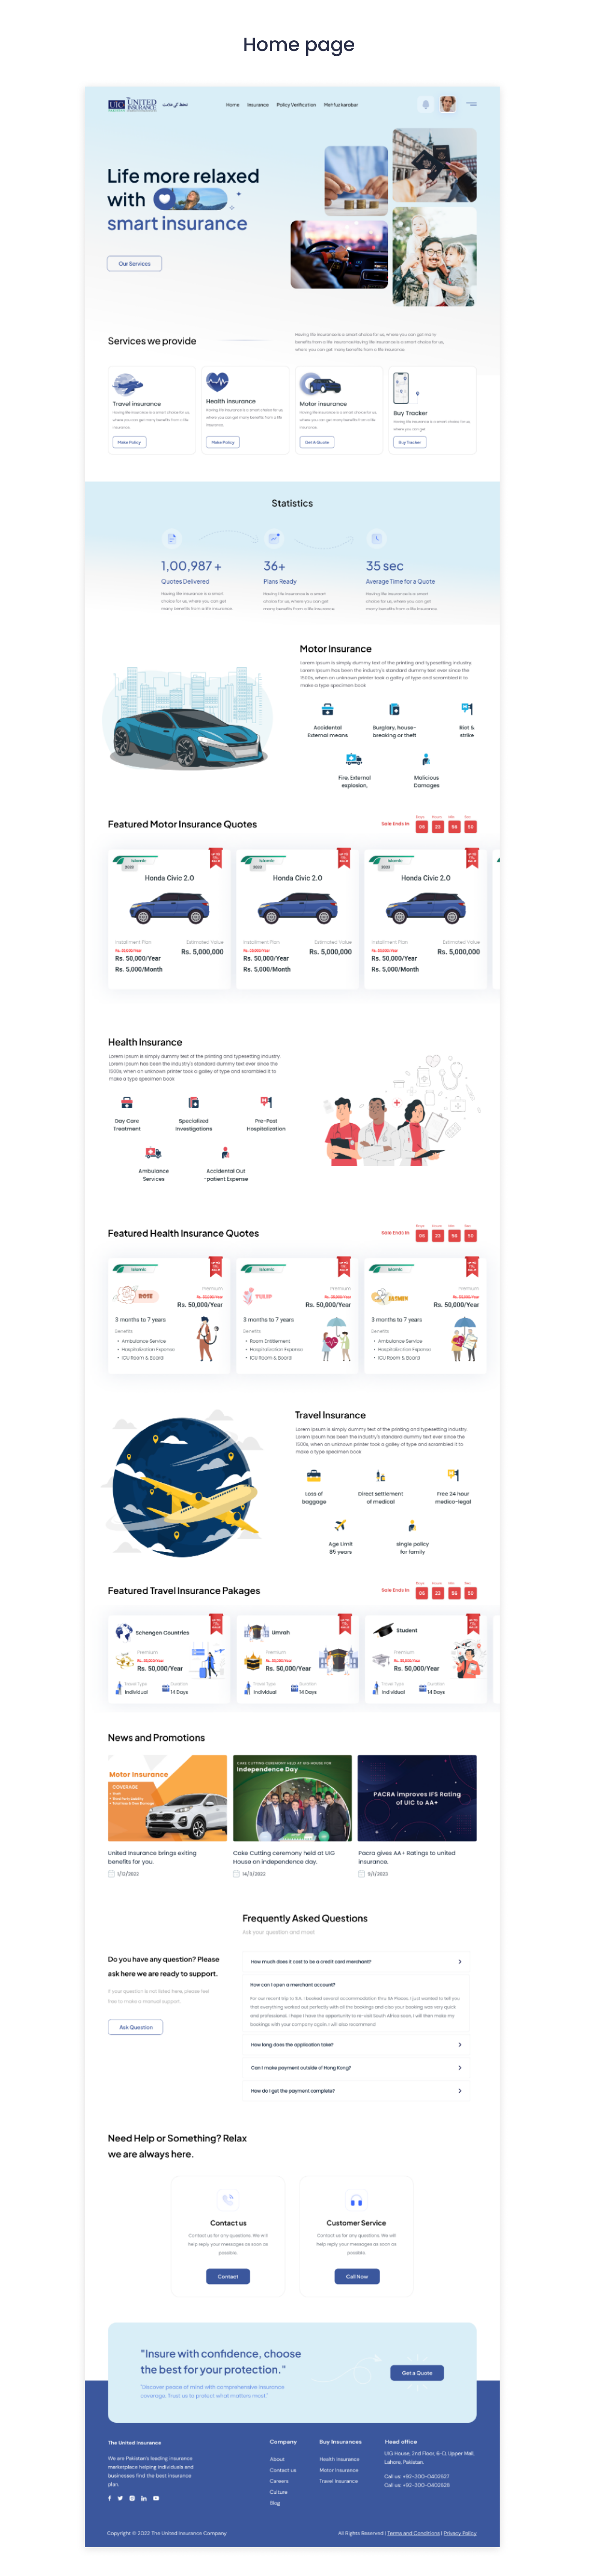 Home page
UIC UNITED INSURANCE تحفظ کی علامت
Home Insurance Policy Verification Mehfuzkarobar
Life more relaxed
with
smart insurance
Our Services
Services we provide
Having life insurance is a smart choice for us, where you can get many
benefits from a life insurance.Having life insurance is a smart choice for us,
where you can get many benefits from a life insurance.
Travel insurance
Having life insurance is a smart choice for us,
where you can get many benefits from a life
insurance.
Make Policy
Health insurance
Having life insurance is a smart choice for us,
where you can get many benefits from a life
insurance.
Make Policy
Motor insurance
Having life insurance is a smart choice for us,
where you can get many benefits from a life
insurance.
Get A Quote
Buy Tracker
Having life insurance is a smart choice for us,
where you can get
Buy Tracker
Statistics
1,00,987 +
Quotes Delivered
Having life insurance is a smart
choice for us, where you can get
many benefits from a life insurance.
36+
Plans Ready
Having life insurance is a smart
choice for us, where you can get
many benefits from a life insurance
35 sec
Average Time for a Quote
Having life insurance is a smart
choice for us, where you can get
many benefits from a life insurance.
Motor Insurance
Lorem Ipsum is simply dummy text of the printing and typesetting industry.
Lorem Ipsum has been the industry's standard dummy text ever since the
1500s, when an unknown printer took a galley of type and scrambled it to
make a type specimen book
Accidental
External means
Burglary, house-
breaking or theft
Riot &
strike
Fire, External
explosion,
Malicious
Damages
Featured Motor Insurance Quotes
Sale Ends In
Islamic
Honda Civic 2.0
Installment Plan
Estimated Value
Rs. 50,000/Year
Rs. 5,000,000
Rs. 5,000/Month
Islamic
Honda Civic 2.0
Installment Plan
Estimated Value
Rs. 50,000/Year
Rs. 5,000,000
Rs. 5,000/Month
Islamic
Honda Civic 2.0
Installment Plan
Estimated Value
Rs. 50,000/Year
Rs. 5,000,000
Rs. 5,000/Month
Health Insurance
Lorem Ipsum is simply dummy text of the printing and typesetting industry.
Lorem Ipsum has been the industry's standard dummy text ever since the
1500s, when an unknown printer took a galley of type and scrambled it to
make a type specimen book
Day Care
Treatment
Specialized
Investigations
Pre-Post
Hospitalization
Ambulance
Services
Accidental Out
-patient Expense
Featured Health Insurance Quotes
Sale Ends In
Islamic
ROSE
Premium
Rs. 50,000/Year
3 months to 7 years
Benefits
• Ambulance Service
• Hospitalization Expense
• ICU Room & Board
Islamic
TULIP
Premium
Rs. 50,000/Year
3 months to 7 years
Benefits
• Room Entitlement
• Hospitalization Expense
• ICU Room & Board
Islamic
JASMIN
Premium
Rs. 50,000/Year
3 months to 7 years
Benefits
• Ambulance Service
• Hospitalization Expense
• ICU Room & Board
Travel Insurance
Lorem Ipsum is simply dummy text of the printing and typesetting industry.
Lorem Ipsum has been the industry's standard dummy text ever since the
1500s, when an unknown printer took a galley of type and scrambled it to
make a type specimen book
Loss of
baggage
Direct settlement
of medical
Free 24 hour
medico-legal
Age Limit
85 years
single policy
for family
Featured Travel Insurance Pakages
Sale Ends In
Schengen Countries
Premium
Rs. 50,000/Year
Travel Type
Individual
Duration
14 Days
Umrah
Premium
Rs. 50,000/Year
Travel Type
Individual
Duration
14 Days
Student
Premium
Rs. 50,000/Year
Travel Type
Individual
Duration
14 Days
News and Promotions
Motor Insurance
COVERAGE
United Insurance brings exiting
benefits for you.
1/12/2022
CAKE CUTTING CEREMONY HELD AT UIG HOUSE FOR
Independence Day
Cake Cutting ceremony held at UIG
House on independence day.
14/8/2022
PACRA improves IFS Rating
of UIC to AA+
Pacra gives AA+ Ratings to united
insurance.
9/1/2023
Frequently Asked Questions
Ask your question and meet
Do you have any question? Please
ask here we are ready to support.
If your question is not listed here, please feel
free to make a manual support.
Ask Question
How much does it cost to be a credit card merchant?
How can I open a merchant account?
For our recent trip to S.A. I booked several accommodation thru SA Places. I just wanted to tell you
that everything worked out perfectly with all the bookings and also your booking was very quick
and professional. I hope I have the opportunity to re-visit South Africa soon, I will then make my
bookings with your company again. I will also recommend
How long does the application take?
Can I make payment outside of Hong Kong?
How do I get the payment complete?
Need Help or Something? Relax
we are always here.
Contact us
Contact us for any questions. We will
help reply your messages as soon as
possible.
Contact
Customer Service
Contact us for any questions. We will
help reply your messages as soon as
possible.
Call Now
"Insure with confidence, choose
the best for your protection."
"Discover peace of mind with comprehensive insurance
coverage. Trust us to protect what matters most."
Get a Quote
The United Insurance
We are Pakistan's leading insurance
marketplace helping individuals and
businesses find the best insurance
plan.
Company
About
Contact us
Careers
Culture
Blog
Buy Insurances
Health Insurance
Motor Insurance
Travel Insurance
Head office
UIG House, 2nd Floor, 6-D, Upper Mall,
Lahore, Pakistan.
Call us: +92-300-0402627
Call us: +92-300-0402628
Copyright © 2022 The United Insurance Company
All Rights Reserved | Terms and Conditions | Privacy Policy